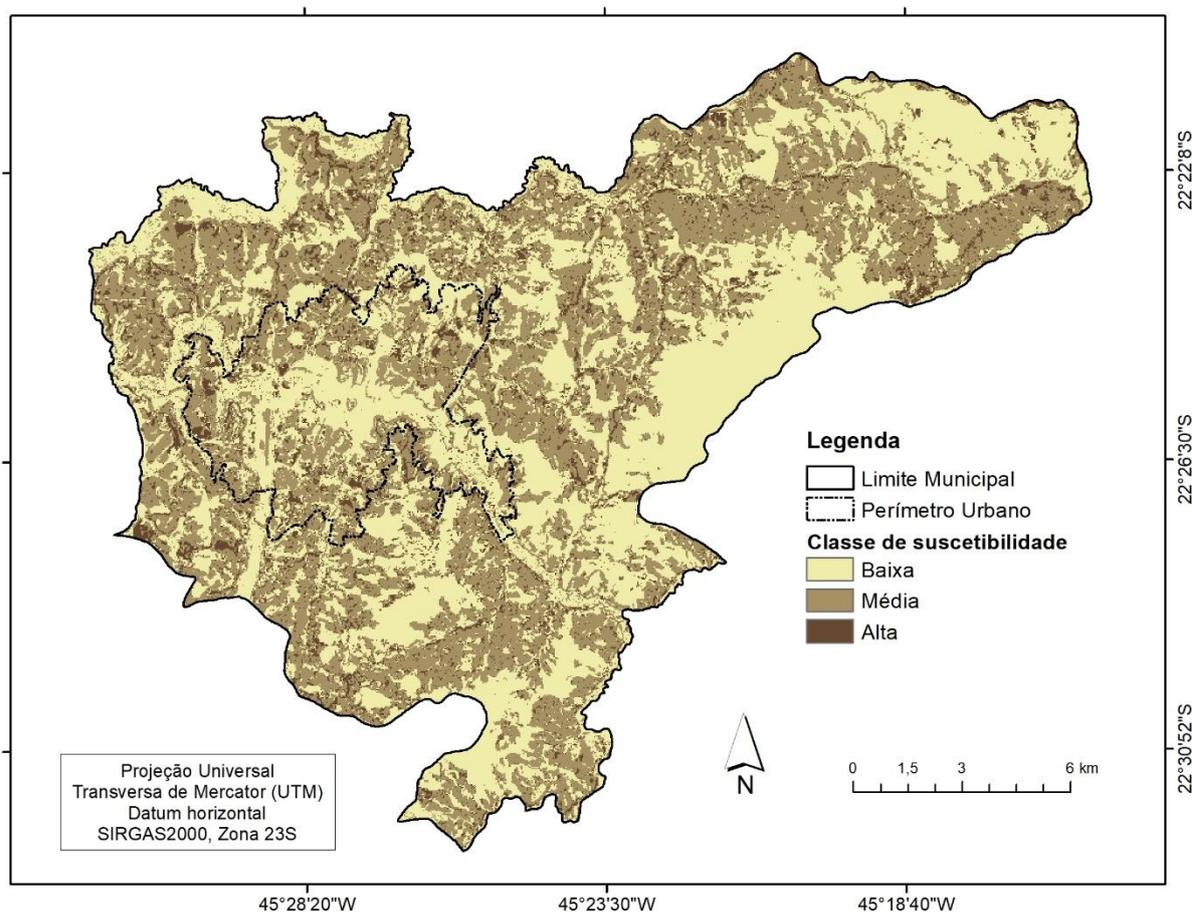 22°22'8"S
22°26'30"S
22°30'52"S
Legenda
Limite Municipal
Perímetro Urbano
Classe de suscetibilidade
Baixa
Média
Alta
N
0 1,5 3 6 km
Projeção Universal
Transversa de Mercator (UTM)
Datum horizontal
SIRGAS2000, Zona 23S
45°28'20"W 45°23'30"W 45°18'40"W